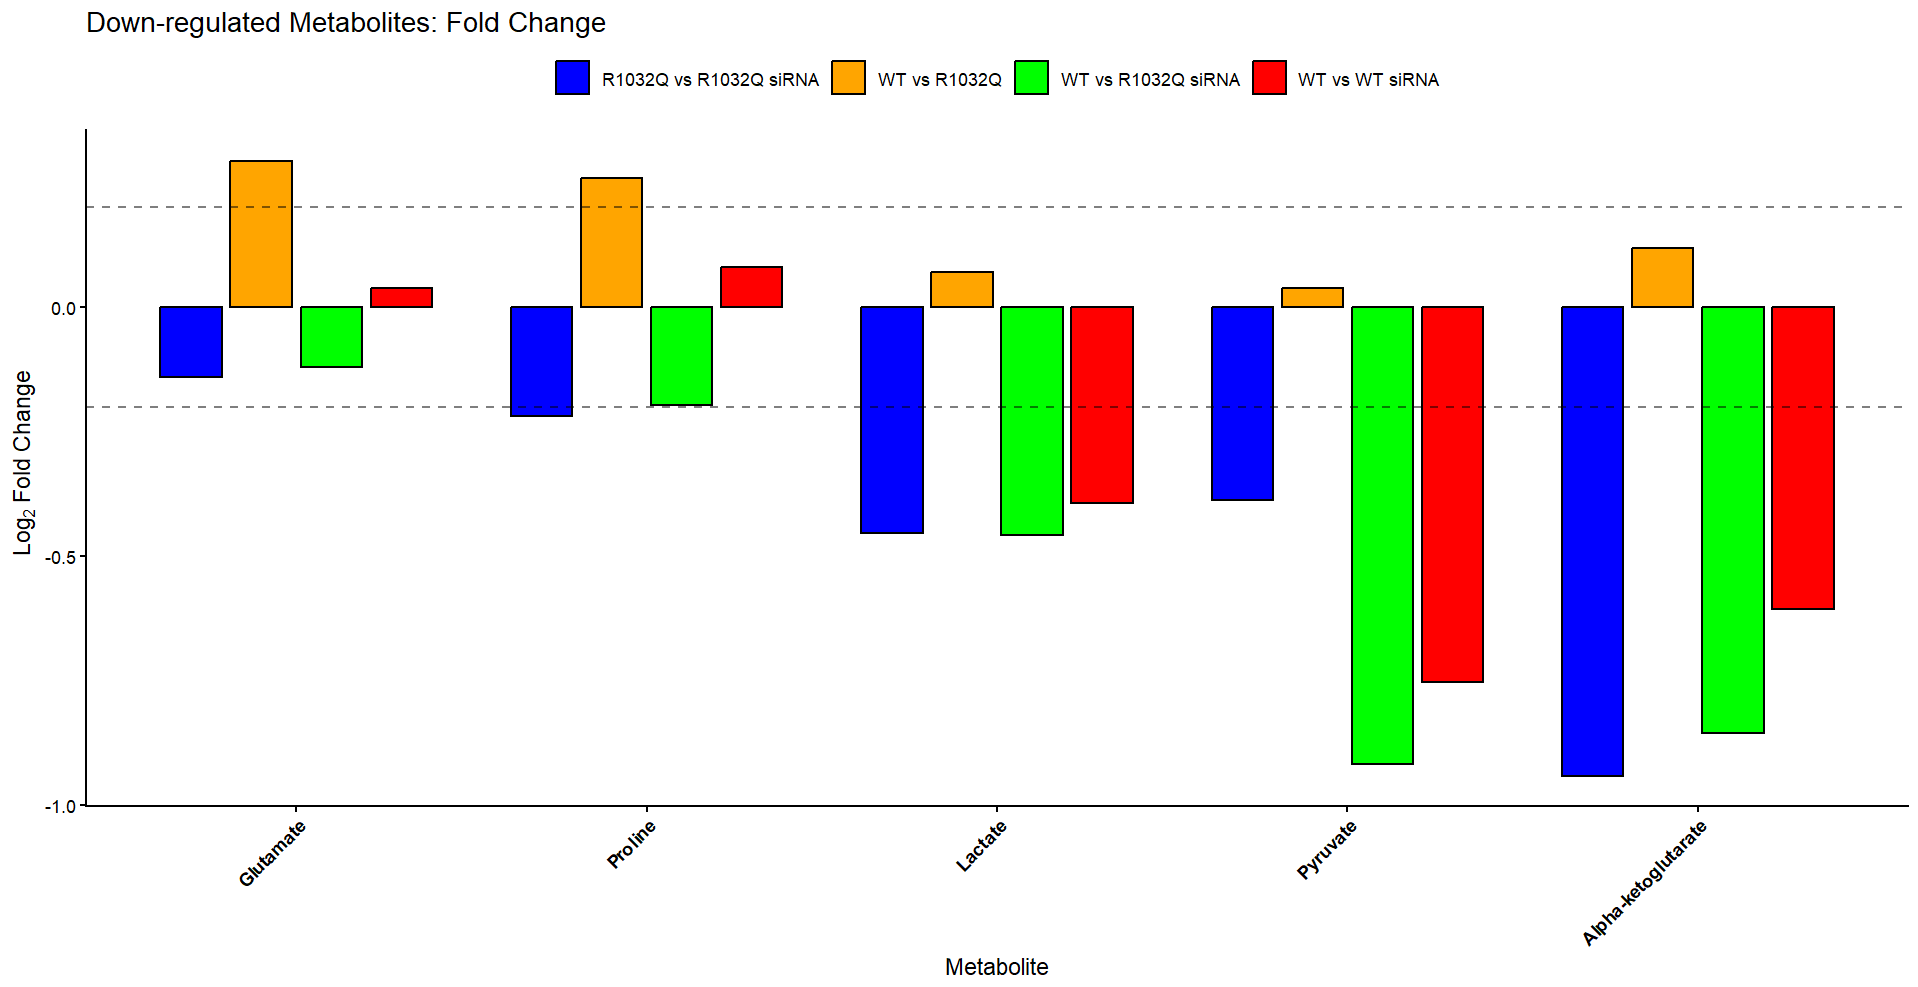 Down-regulated Metabolites: Fold Change
R1032Q vs R1032Q siRNA WT vs R1032Q WT vs R1032Q siRNA WT vs WT siRNA
Log₂ Fold Change
0.0
-0.5
-1.0
Glutamate
Proline
Lactate
Pyruvate
Alpha-ketoglutarate
Metabolite